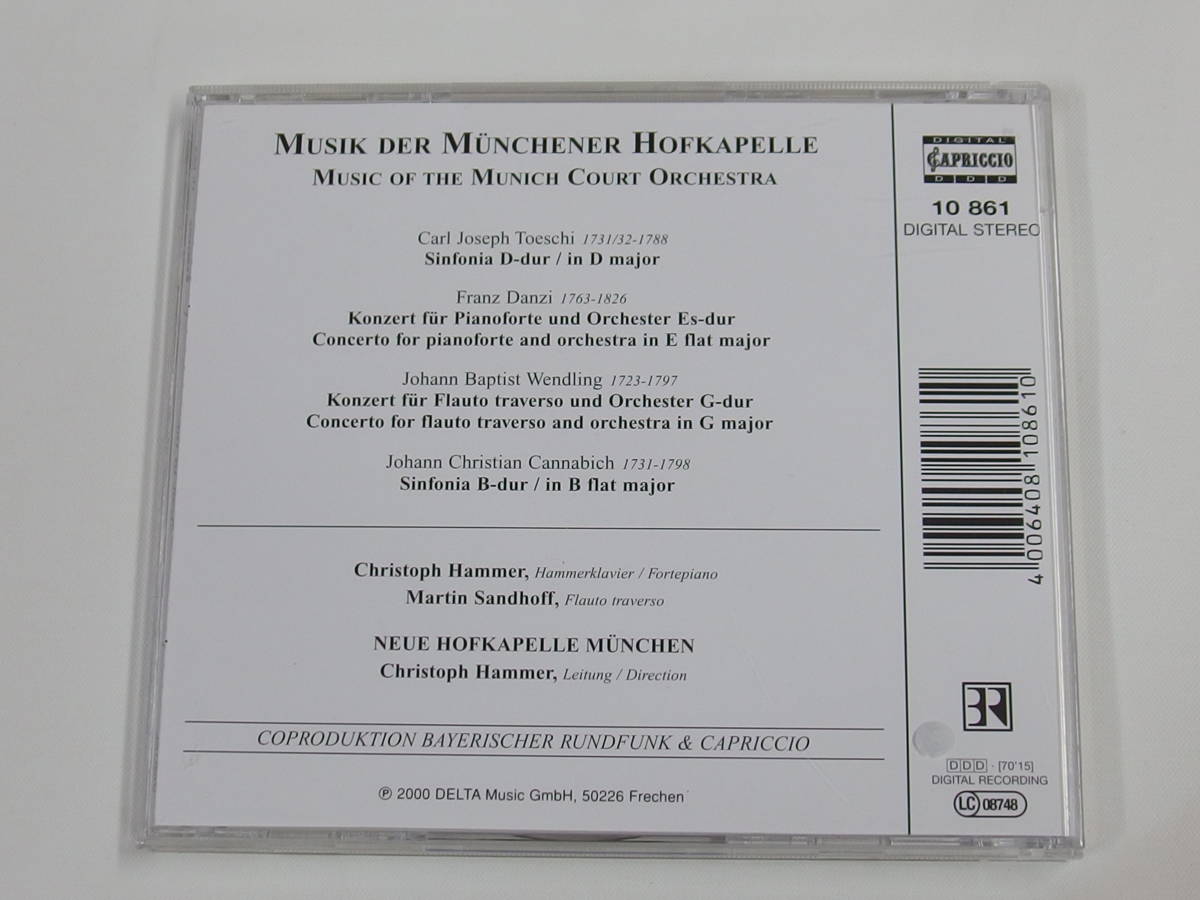 MUSIK DER MÜNCHENER HOFKAPELLE
MUSIC OF THE MUNICH COURT ORCHESTRA
Carl Joseph Toeschi 1731/32-1788
Sinfonia D-dur / in D major
Franz Danzi 1763-1826
Konzert für Pianoforte und Orchester Es-dur
Concerto for pianoforte and orchestra in E flat major
Johann Baptist Wendling 1723-1797
Konzert für Flauto traverso und Orchester G-dur
Concerto for flauto traverso and orchestra in G major
Johann Christian Cannabich 1731-1798
Sinfonia B-dur / in B flat major
Christoph Hammer, Hammerklavier / Fortepiano
Martin Sandhoff, Flauto traverso
NEUE HOFKAPELLE MÜNCHEN
Christoph Hammer, Leitung / Direction
COPRODUKTION BAYERISCHER RUNDFUNK & CAPRICCIO
℗ 2000 DELTA Music GmbH, 50226 Frechen
DIGITAL
CAPRICCIO
D D D
10 861
DIGITAL STEREO
4 006408 108610
BR
DDD · [70'15]
DIGITAL RECORDING
LC 08748